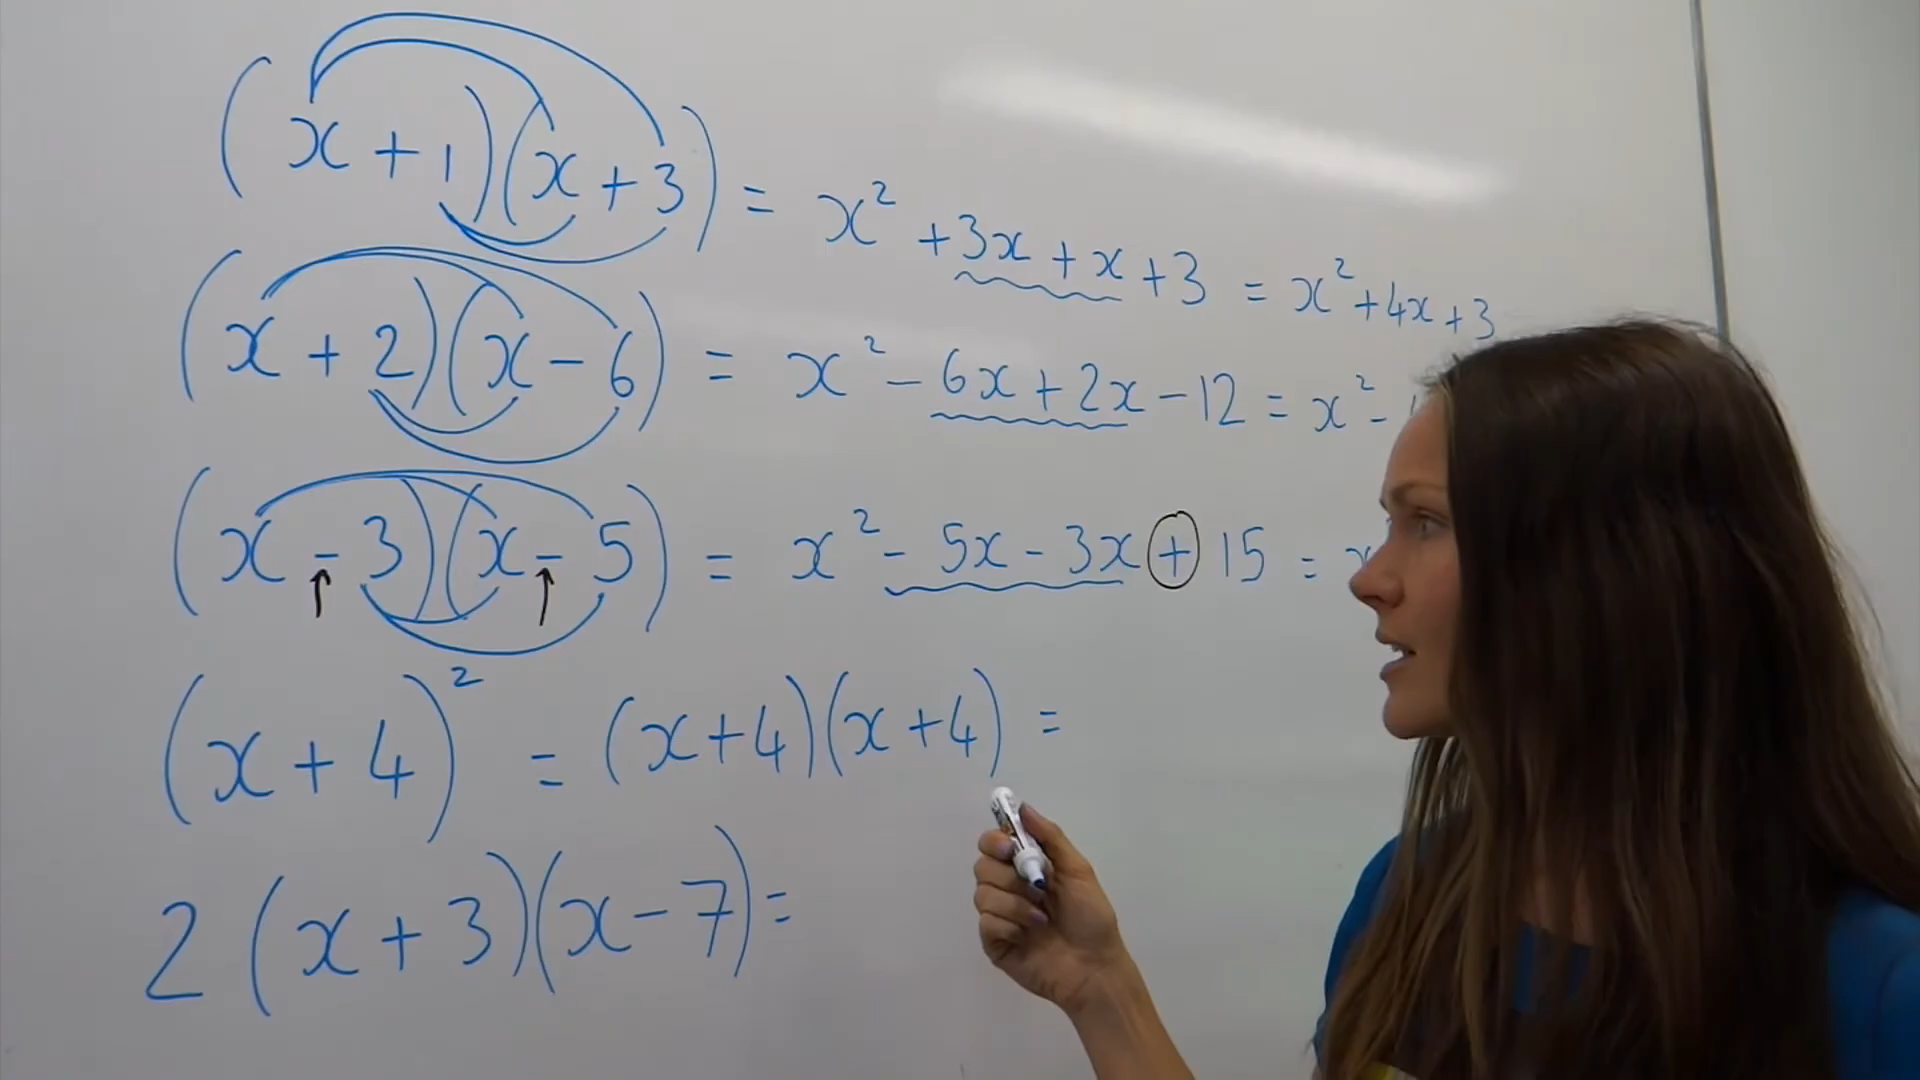 (x + 1)(x + 3) = x² + 3x + x + 3 = x² + 4x + 3
(x + 2)(x - 6) = x² - 6x + 2x - 12 = x² -
(x - 3)(x - 5) = x² - 5x - 3x + 15 = x
(x + 4)² = (x + 4)(x + 4) =
2(x + 3)(x - 7) =